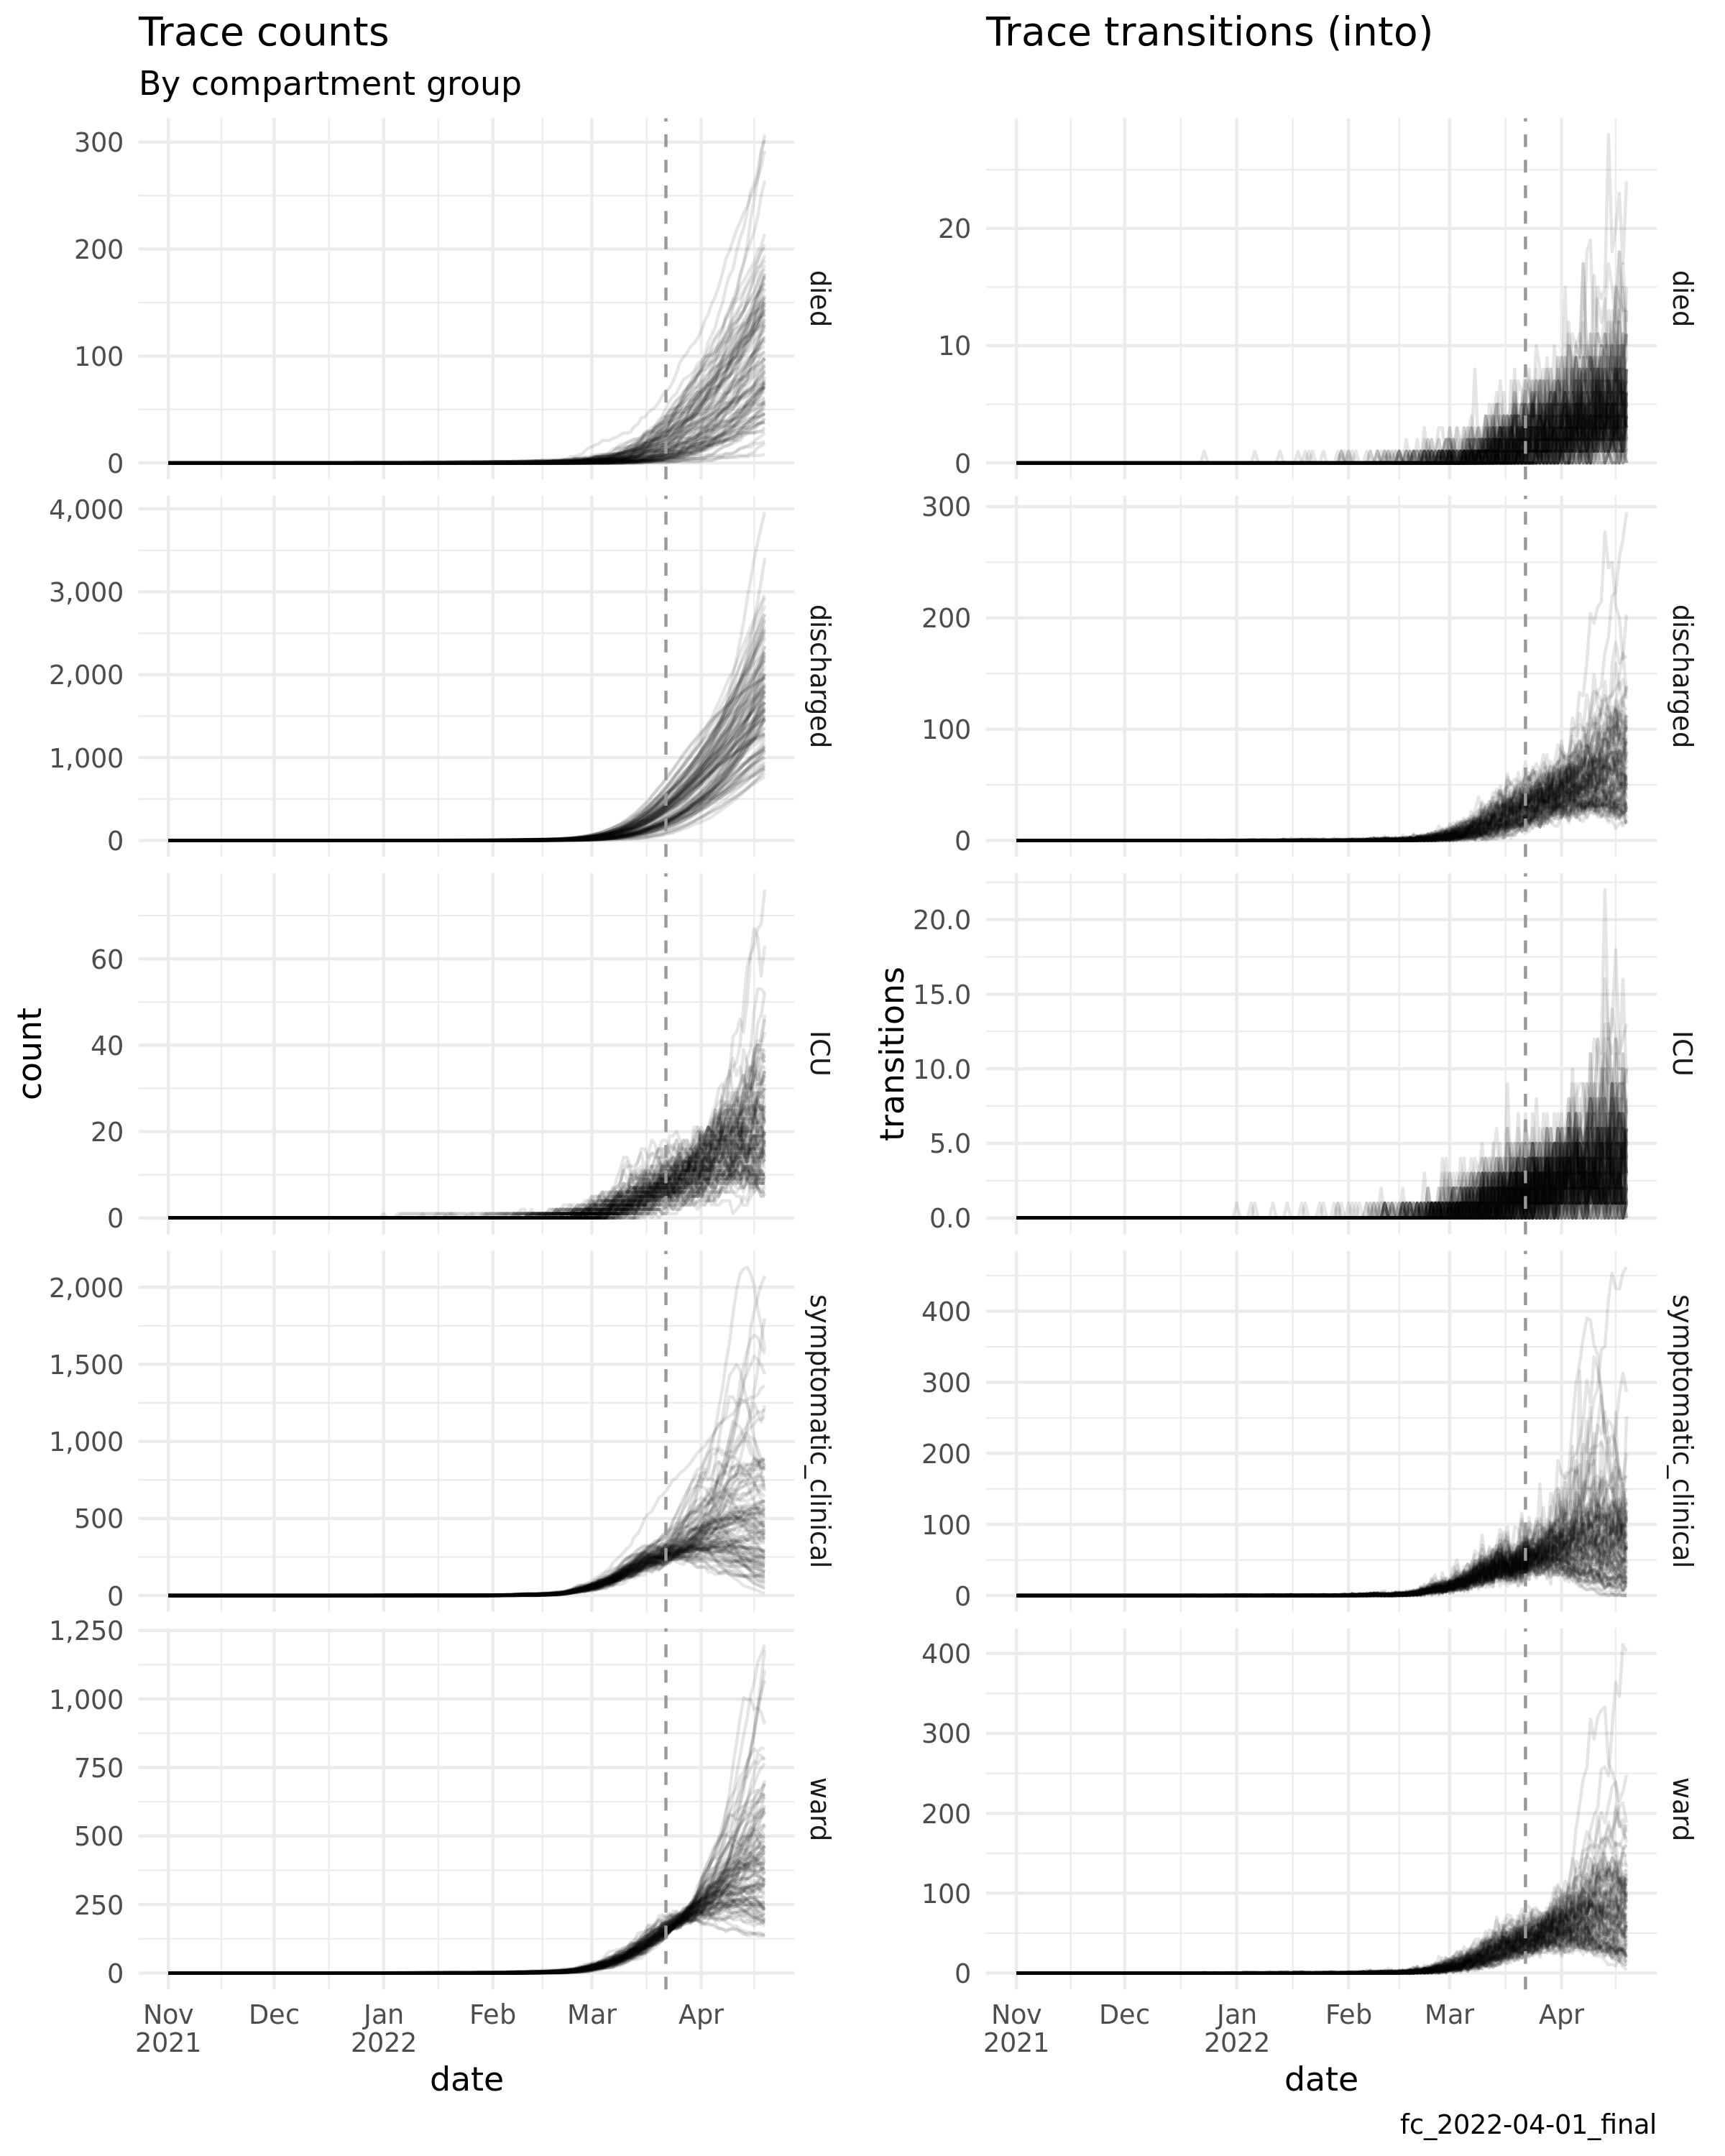 Trace counts
By compartment group
Trace transitions (into)
count
300
200
100
0
died
4,000
3,000
2,000
1,000
0
discharged
60
40
20
0
ICU
2,000
1,500
1,000
500
0
symptomatic_clinical
1,250
1,000
750
500
250
0
ward
Nov Dec Jan Feb Mar Apr
2021 2022
date
transitions
20
10
0
died
300
200
100
0
discharged
20.0
15.0
10.0
5.0
0.0
ICU
400
300
200
100
0
symptomatic_clinical
400
300
200
100
0
ward
Nov Dec Jan Feb Mar Apr
2021 2022
date
fc_2022-04-01_final